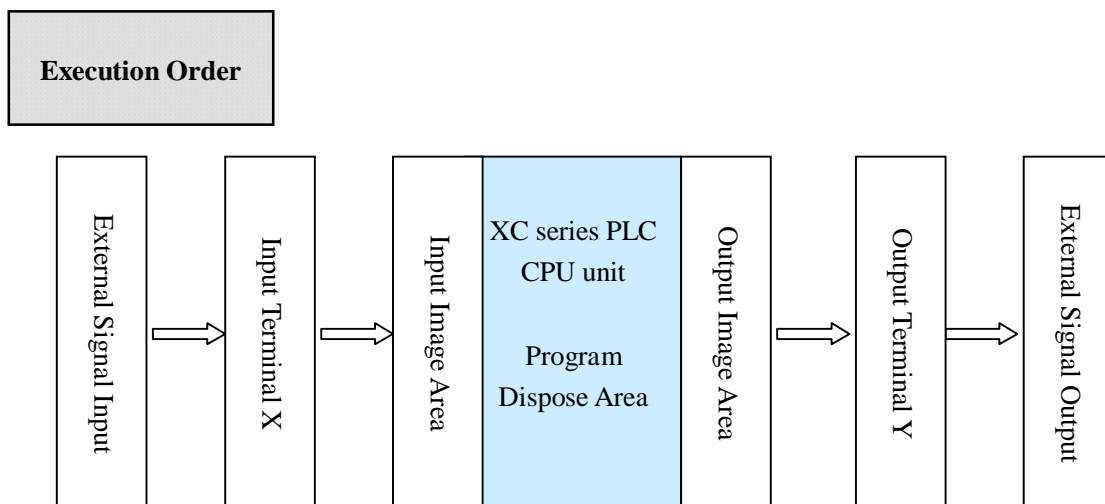 Execution Order
External Signal Input
Input Terminal X
Input Image Area
XC series PLC
CPU unit
Program
Dispose Area
Output Image Area
Output Terminal Y
External Signal Output